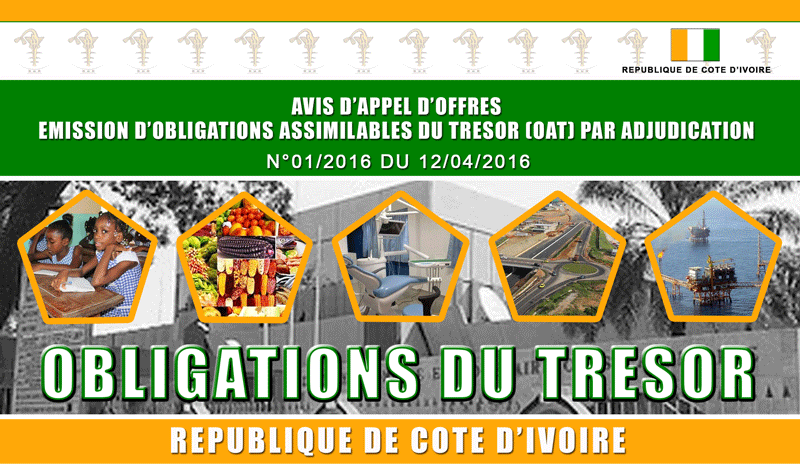 REPUBLIQUE DE COTE D'IVOIRE
AVIS D'APPEL D'OFFRES
EMISSION D'OBLIGATIONS ASSIMILABLES DU TRESOR (OAT) PAR ADJUDICATION
N°01/2016 DU 12/04/2016
OBLIGATIONS DU TRESOR
REPUBLIQUE DE COTE D'IVOIRE